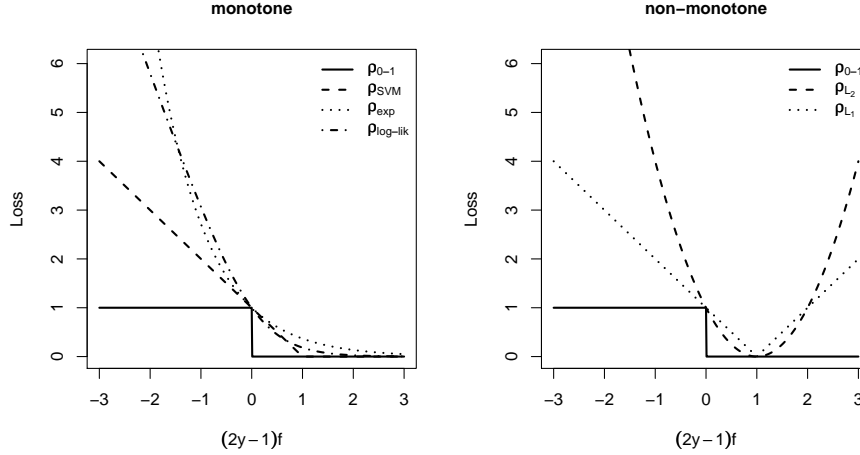 monotone
6
5
4
3
2
1
0
Loss
ρ0−1
ρSVM
ρexp
ρlog−lik
−3 −2 −1 0 1 2 3
(2y−1)f
non−monotone
6
5
4
3
2
1
0
Loss
ρ0−1
ρL2
ρL1
−3 −2 −1 0 1 2 3
(2y−1)f